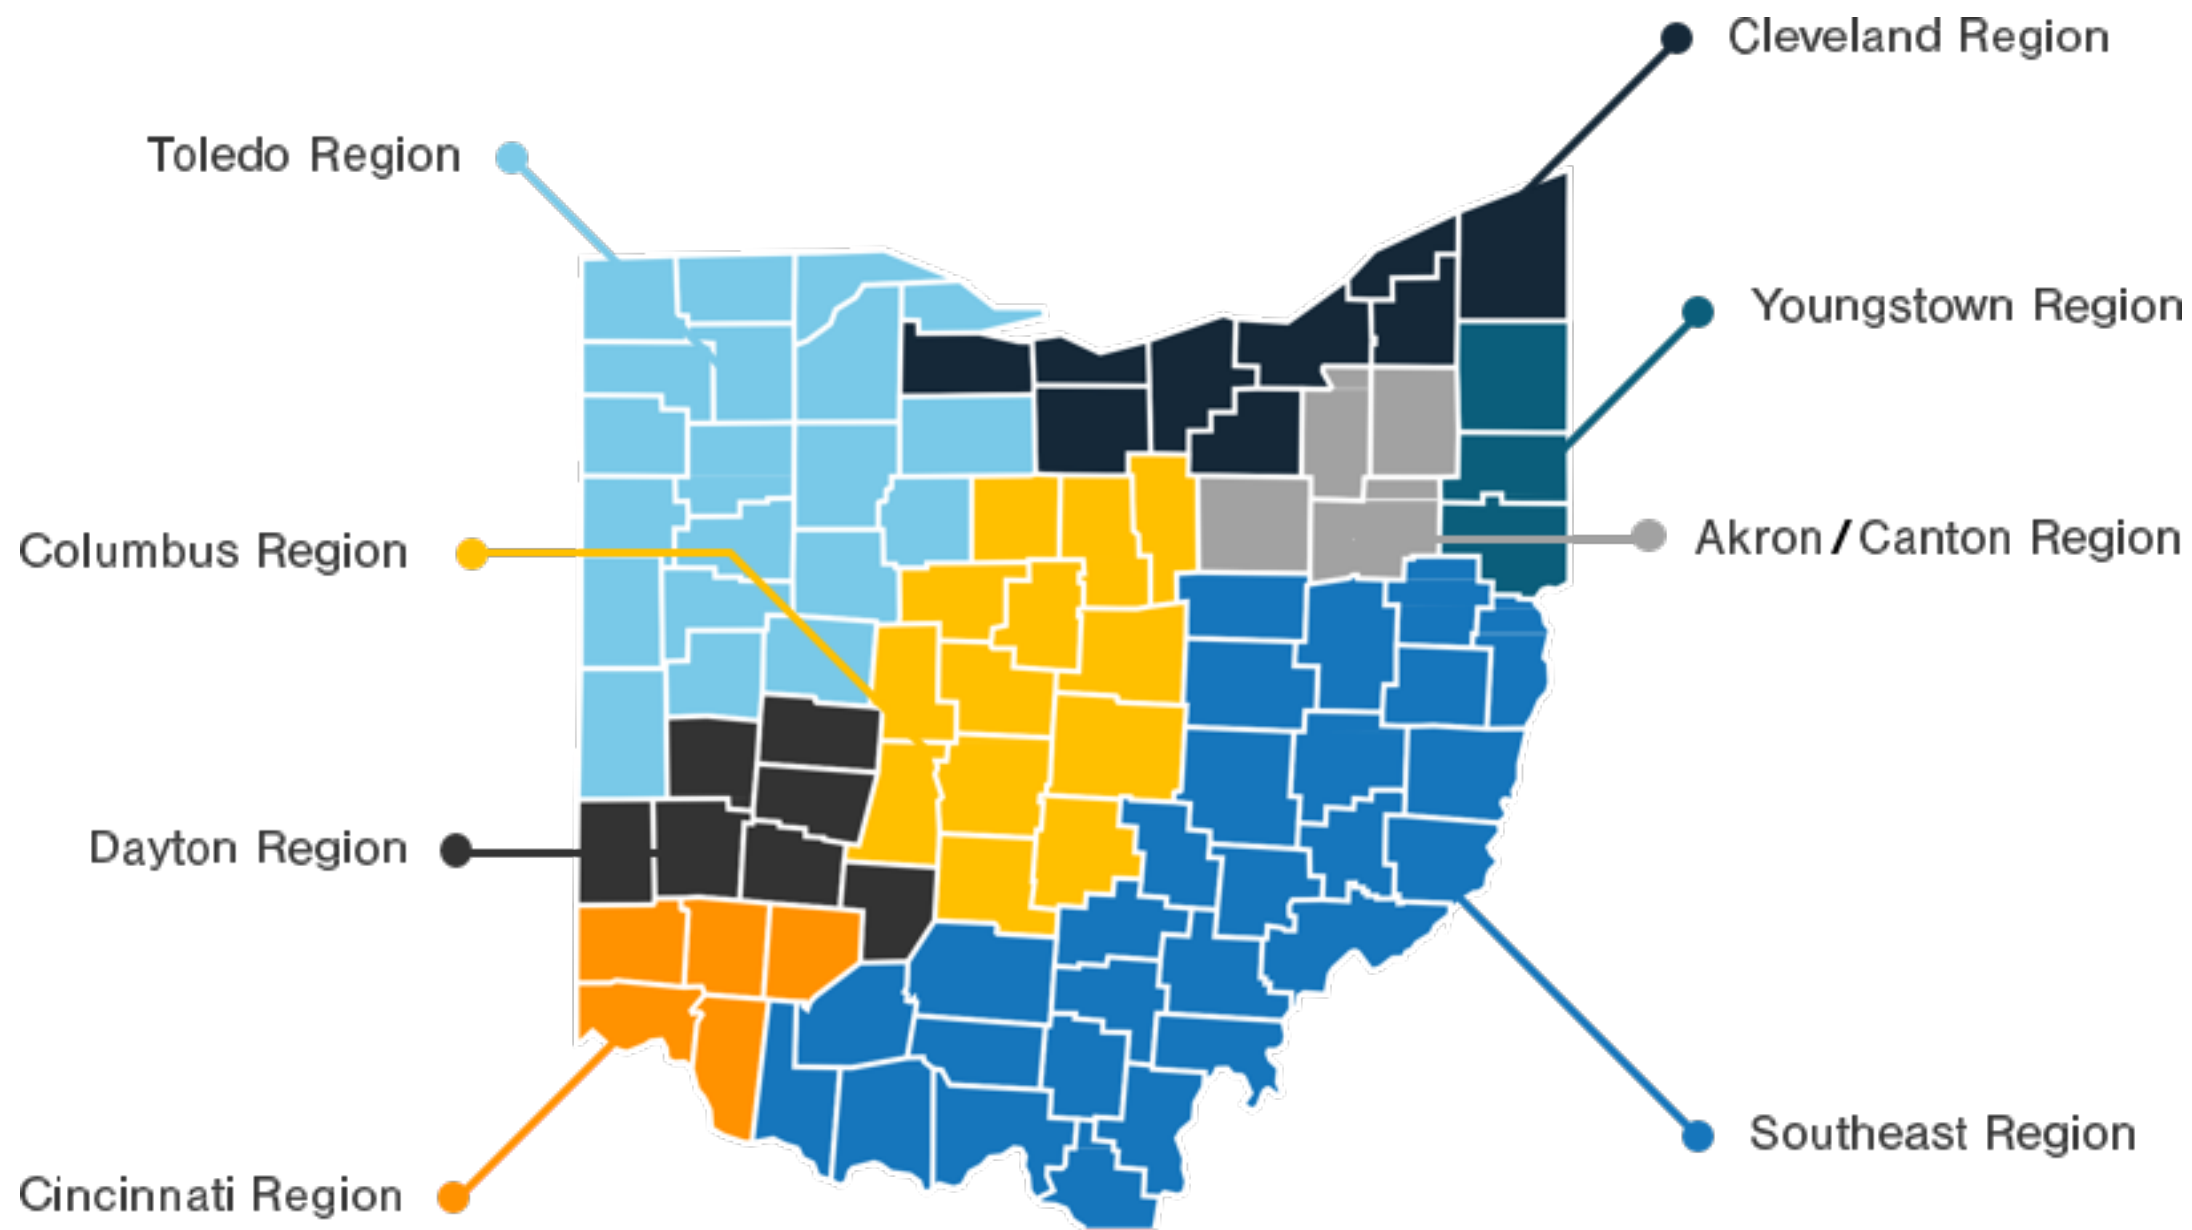 Cleveland Region
Toledo Region
Youngstown Region
Columbus Region
Akron/Canton Region
Dayton Region
Southeast Region
Cincinnati Region